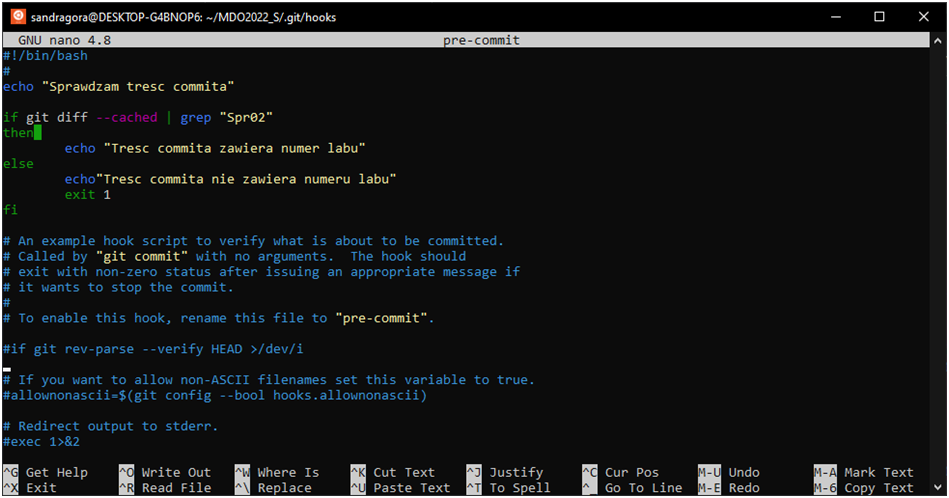 sandragora@DESKTOP-G4BNOP6: ~/MDO2022_S/.git/hooks
GNU nano 4.8 pre-commit
#!/bin/bash
#
echo "Sprawdzam tresc commita"
if git diff --cached | grep "Spr02"
then
echo "Tresc commita zawiera numer labu"
else
echo"Tresc commita nie zawiera numeru labu"
exit 1
fi
# An example hook script to verify what is about to be committed.
# Called by "git commit" with no arguments. The hook should
# exit with non-zero status after issuing an appropriate message if
# it wants to stop the commit.
#
# To enable this hook, rename this file to "pre-commit".
#if git rev-parse --verify HEAD >/dev/i
# If you want to allow non-ASCII filenames set this variable to true.
#allownonascii=$(git config --bool hooks.allownonascii)
# Redirect output to stderr.
#exec 1>&2
^G Get Help ^O Write Out ^W Where Is ^K Cut Text ^J Justify ^C Cur Pos M-U Undo M-A Mark Text
^X Exit ^R Read File ^\ Replace ^U Paste Text ^T To Spell ^_ Go To Line M-E Redo M-6 Copy Text